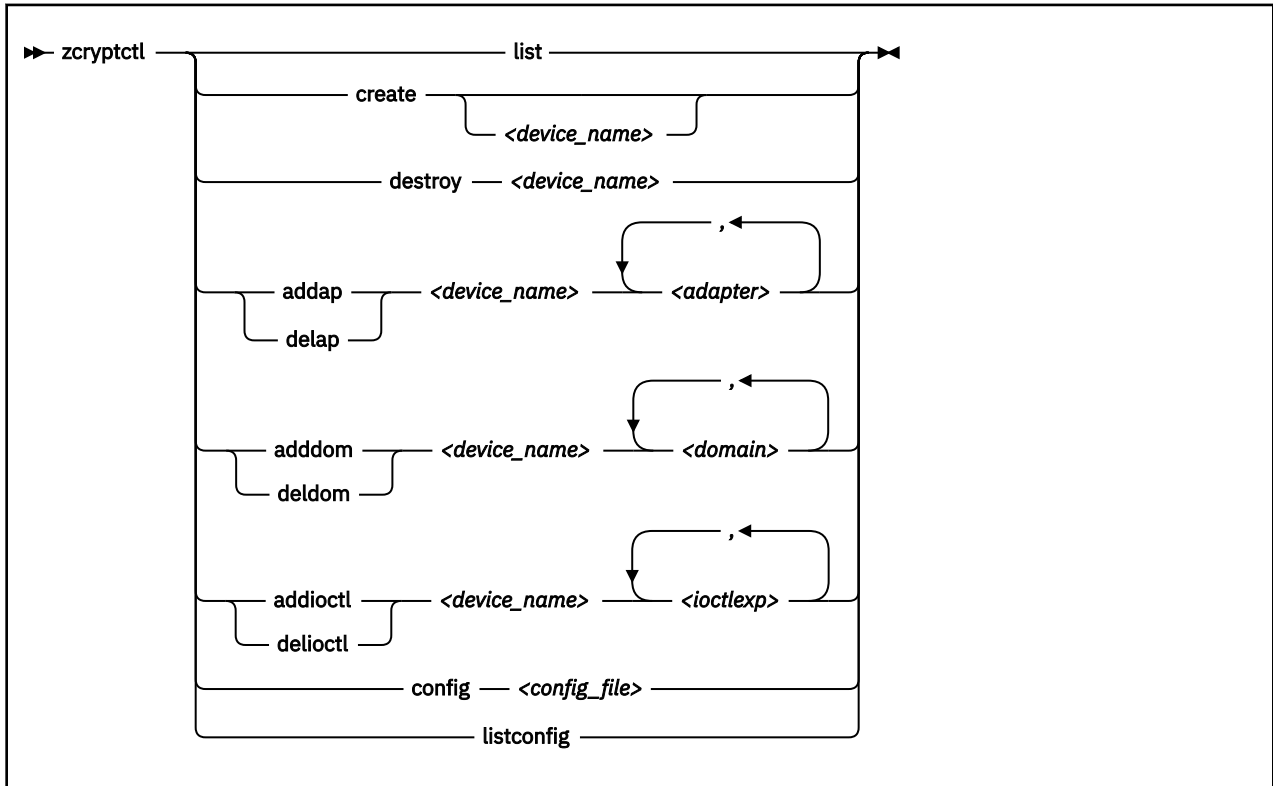 zcryptctl list
create
<device_name>
destroy <device_name>
,
addap <device_name> <adapter>
delap
,
adddom <device_name> <domain>
deldom
,
addioctl <device_name> <ioctlexp>
delioctl
config <config_file>
listconfig